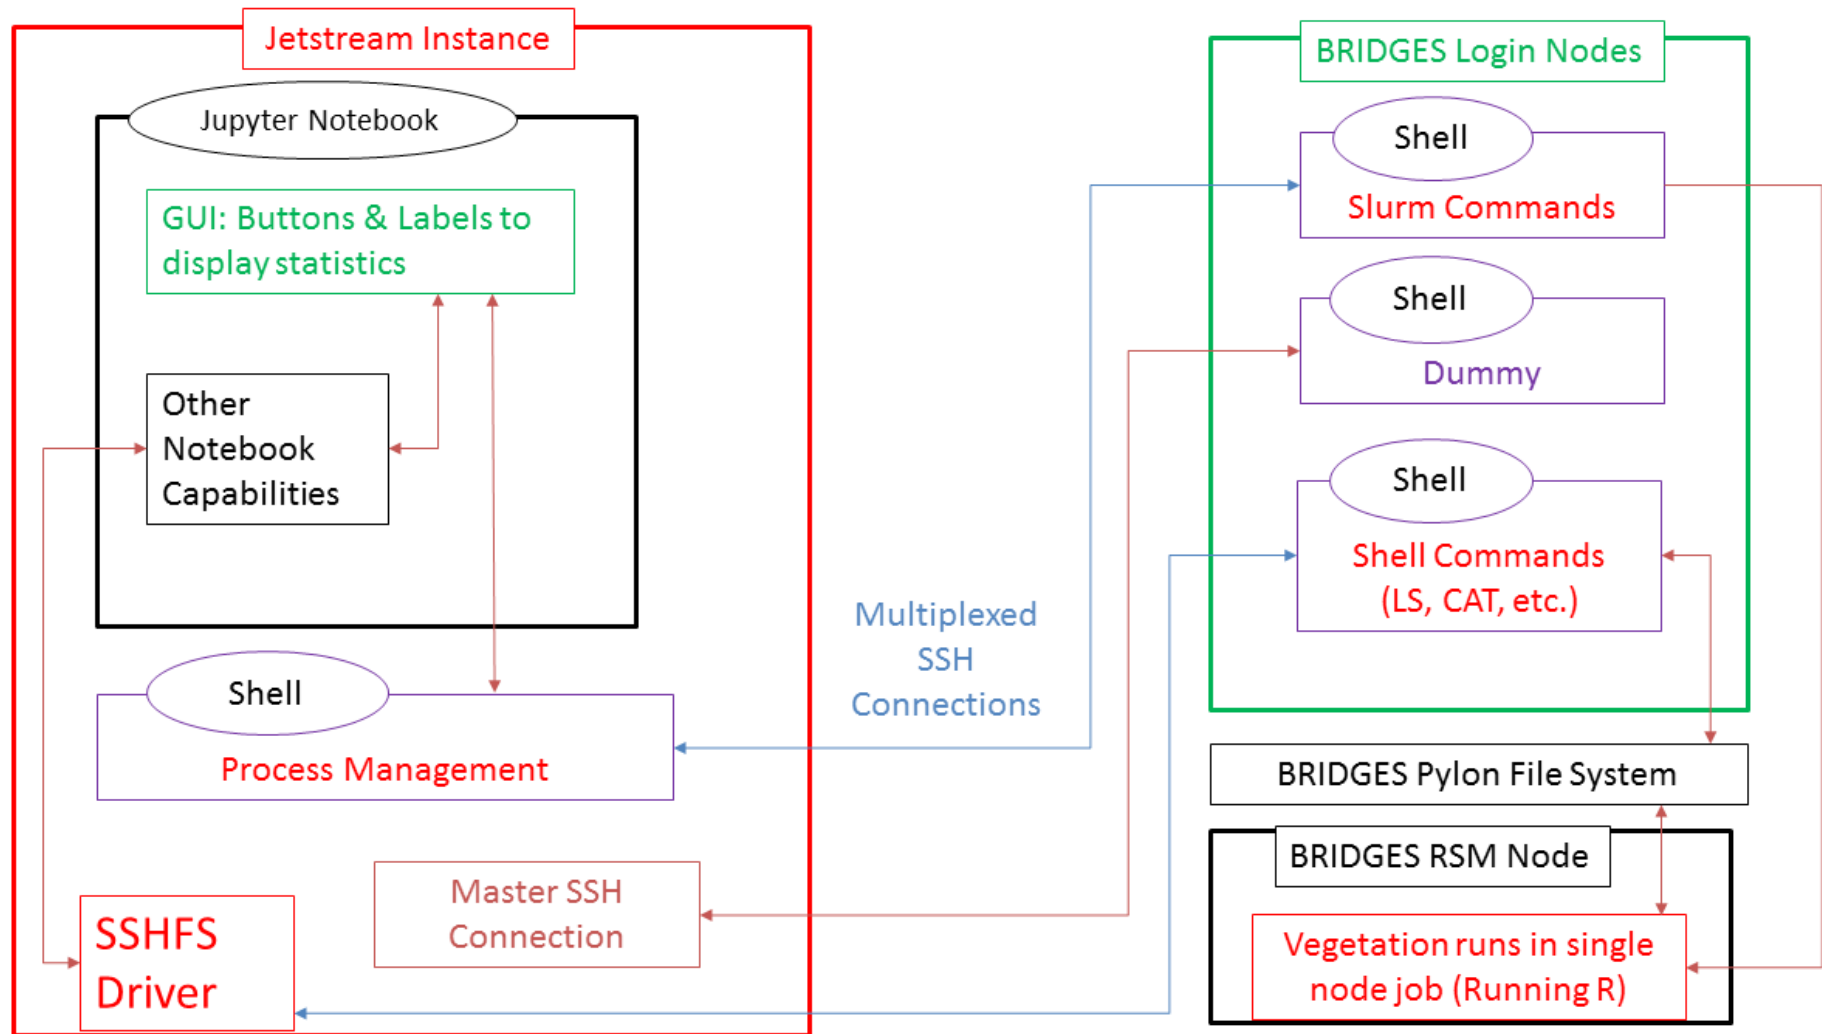 Jetstream Instance
Jupyter Notebook
GUI: Buttons & Labels to
display statistics
Other
Notebook
Capabilities
Shell
Process Management
Master SSH
Connection
SSHFS
Driver
Multiplexed
SSH
Connections
BRIDGES Login Nodes
Shell
Slurm Commands
Shell
Dummy
Shell
Shell Commands
(LS, CAT, etc.)
BRIDGES Pylon File System
BRIDGES RSM Node
Vegetation runs in single
node job (Running R)